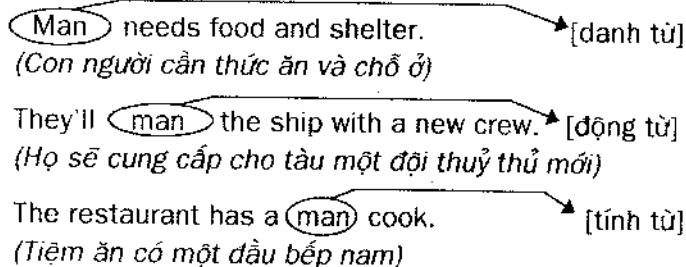 Man needs food and shelter. [danh từ]
(Con người cần thức ăn và chỗ ở)
They'll man the ship with a new crew. [động từ]
(Họ sẽ cung cấp cho tàu một đội thuỷ thủ mới)
The restaurant has a man cook. [tính từ]
(Tiệm ăn có một đầu bếp nam)